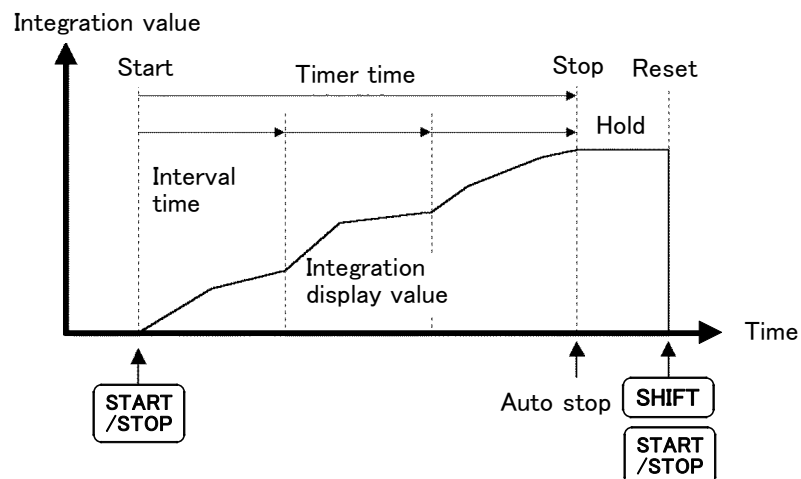 Integration value
Start
Timer time
Stop
Reset
Hold
Interval
time
Integration
display value
Time
START
/STOP
Auto stop
SHIFT
START
/STOP